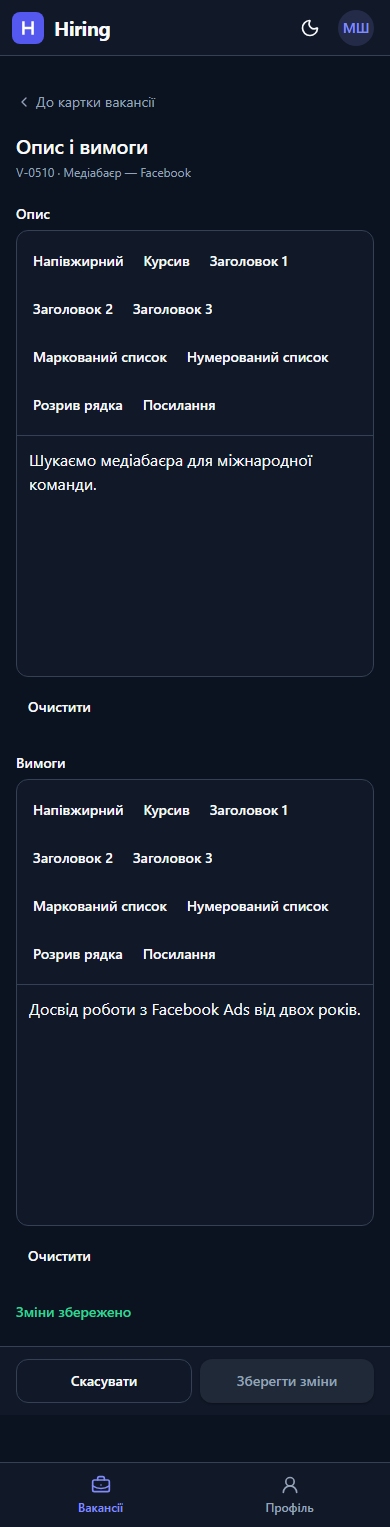 H Hiring МШ
До картки вакансії
Опис і вимоги
V-0510 · Медіабаєр — Facebook
Опис
Напівжирний Курсив Заголовок 1
Заголовок 2 Заголовок 3
Маркований список Нумерований список
Розрив рядка Посилання
Шукаємо медіабаєра для міжнародної
команди.
Очистити
Вимоги
Напівжирний Курсив Заголовок 1
Заголовок 2 Заголовок 3
Маркований список Нумерований список
Розрив рядка Посилання
Досвід роботи з Facebook Ads від двох років.
Очистити
Зміни збережено
Скасувати Зберегти зміни
Вакансії Профіль